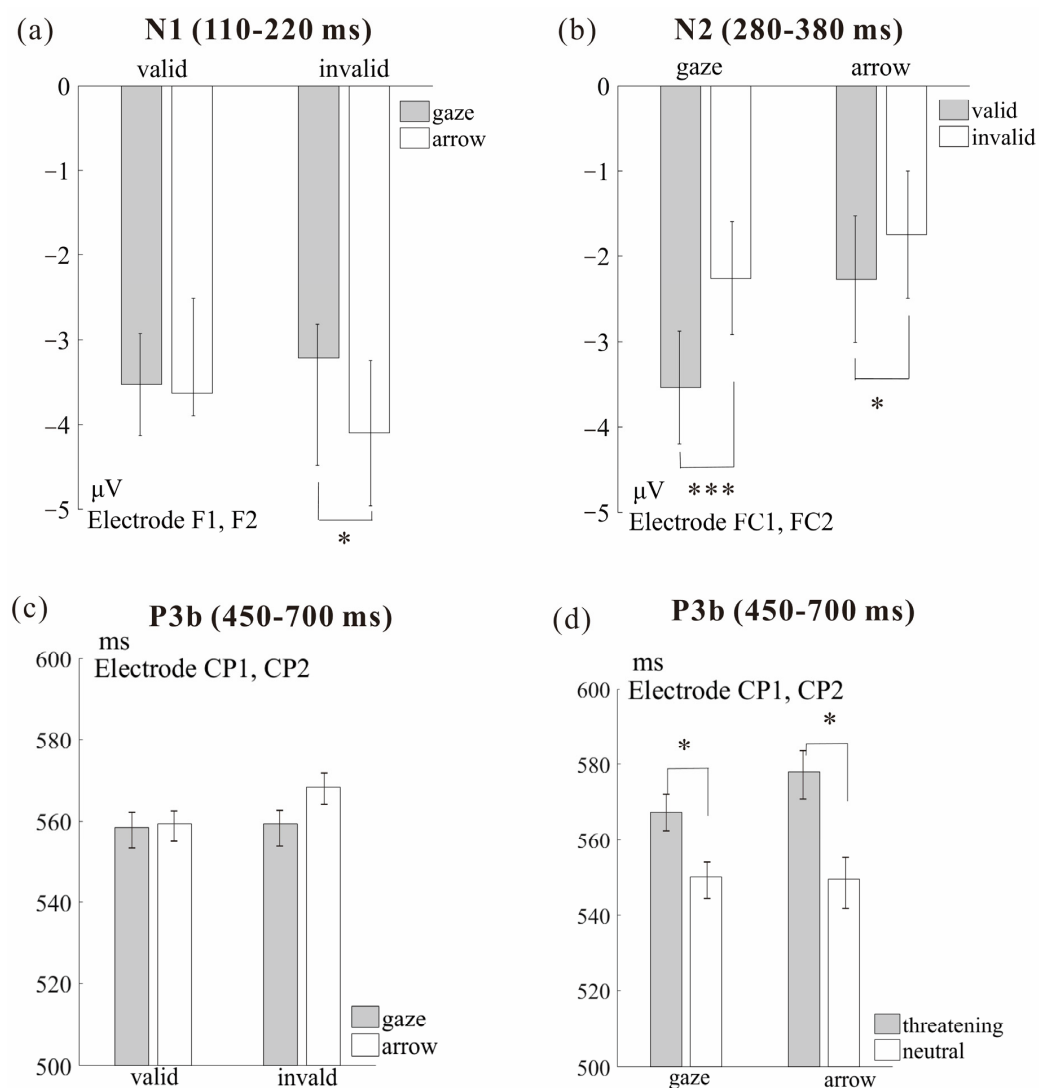 (a) N1 (110-220 ms)
valid invalid
0
gaze
arrow
−1
−2
−3
−4
μV
−5
Electrode F1, F2
*
(b) N2 (280-380 ms)
gaze arrow
0
valid
invalid
−1
−2
−3
*
−4
μV
***
−5
Electrode FC1, FC2
(c) P3b (450-700 ms)
ms
600
Electrode CP1, CP2
580
560
540
520
gaze
arrow
500
valid invald
(d) P3b (450-700 ms)
ms
600
Electrode CP1, CP2
*
*
580
560
540
520
threatening
neutral
500
gaze arrow